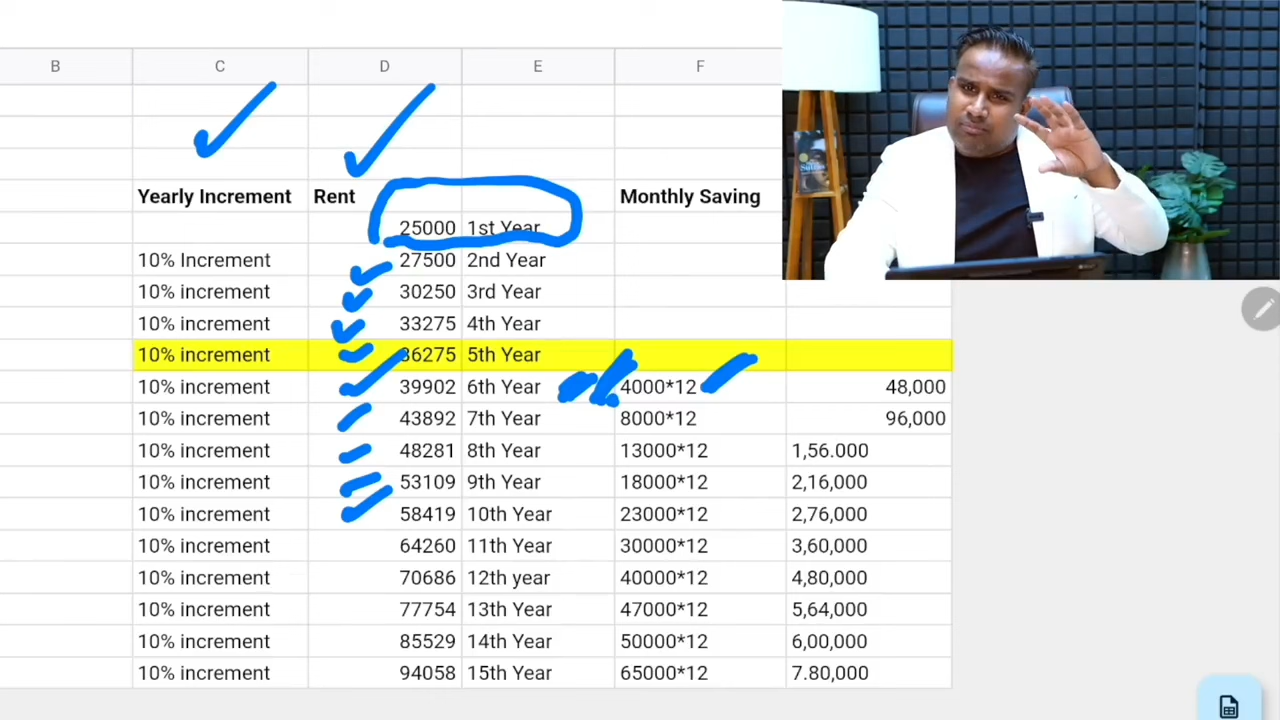 B C D E F
Yearly Increment Rent Monthly Saving
25000 1st Year
10% Increment 27500 2nd Year
10% increment 30250 3rd Year
10% increment 33275 4th Year
10% increment 36275 5th Year
10% increment 39902 6th Year 4000*12 48,000
10% increment 43892 7th Year 8000*12 96,000
10% increment 48281 8th Year 13000*12 1,56.000
10% increment 53109 9th Year 18000*12 2,16,000
10% increment 58419 10th Year 23000*12 2,76,000
10% increment 64260 11th Year 30000*12 3,60,000
10% increment 70686 12th year 40000*12 4,80,000
10% increment 77754 13th Year 47000*12 5,64,000
10% increment 85529 14th Year 50000*12 6,00,000
10% increment 94058 15th Year 65000*12 7.80,000